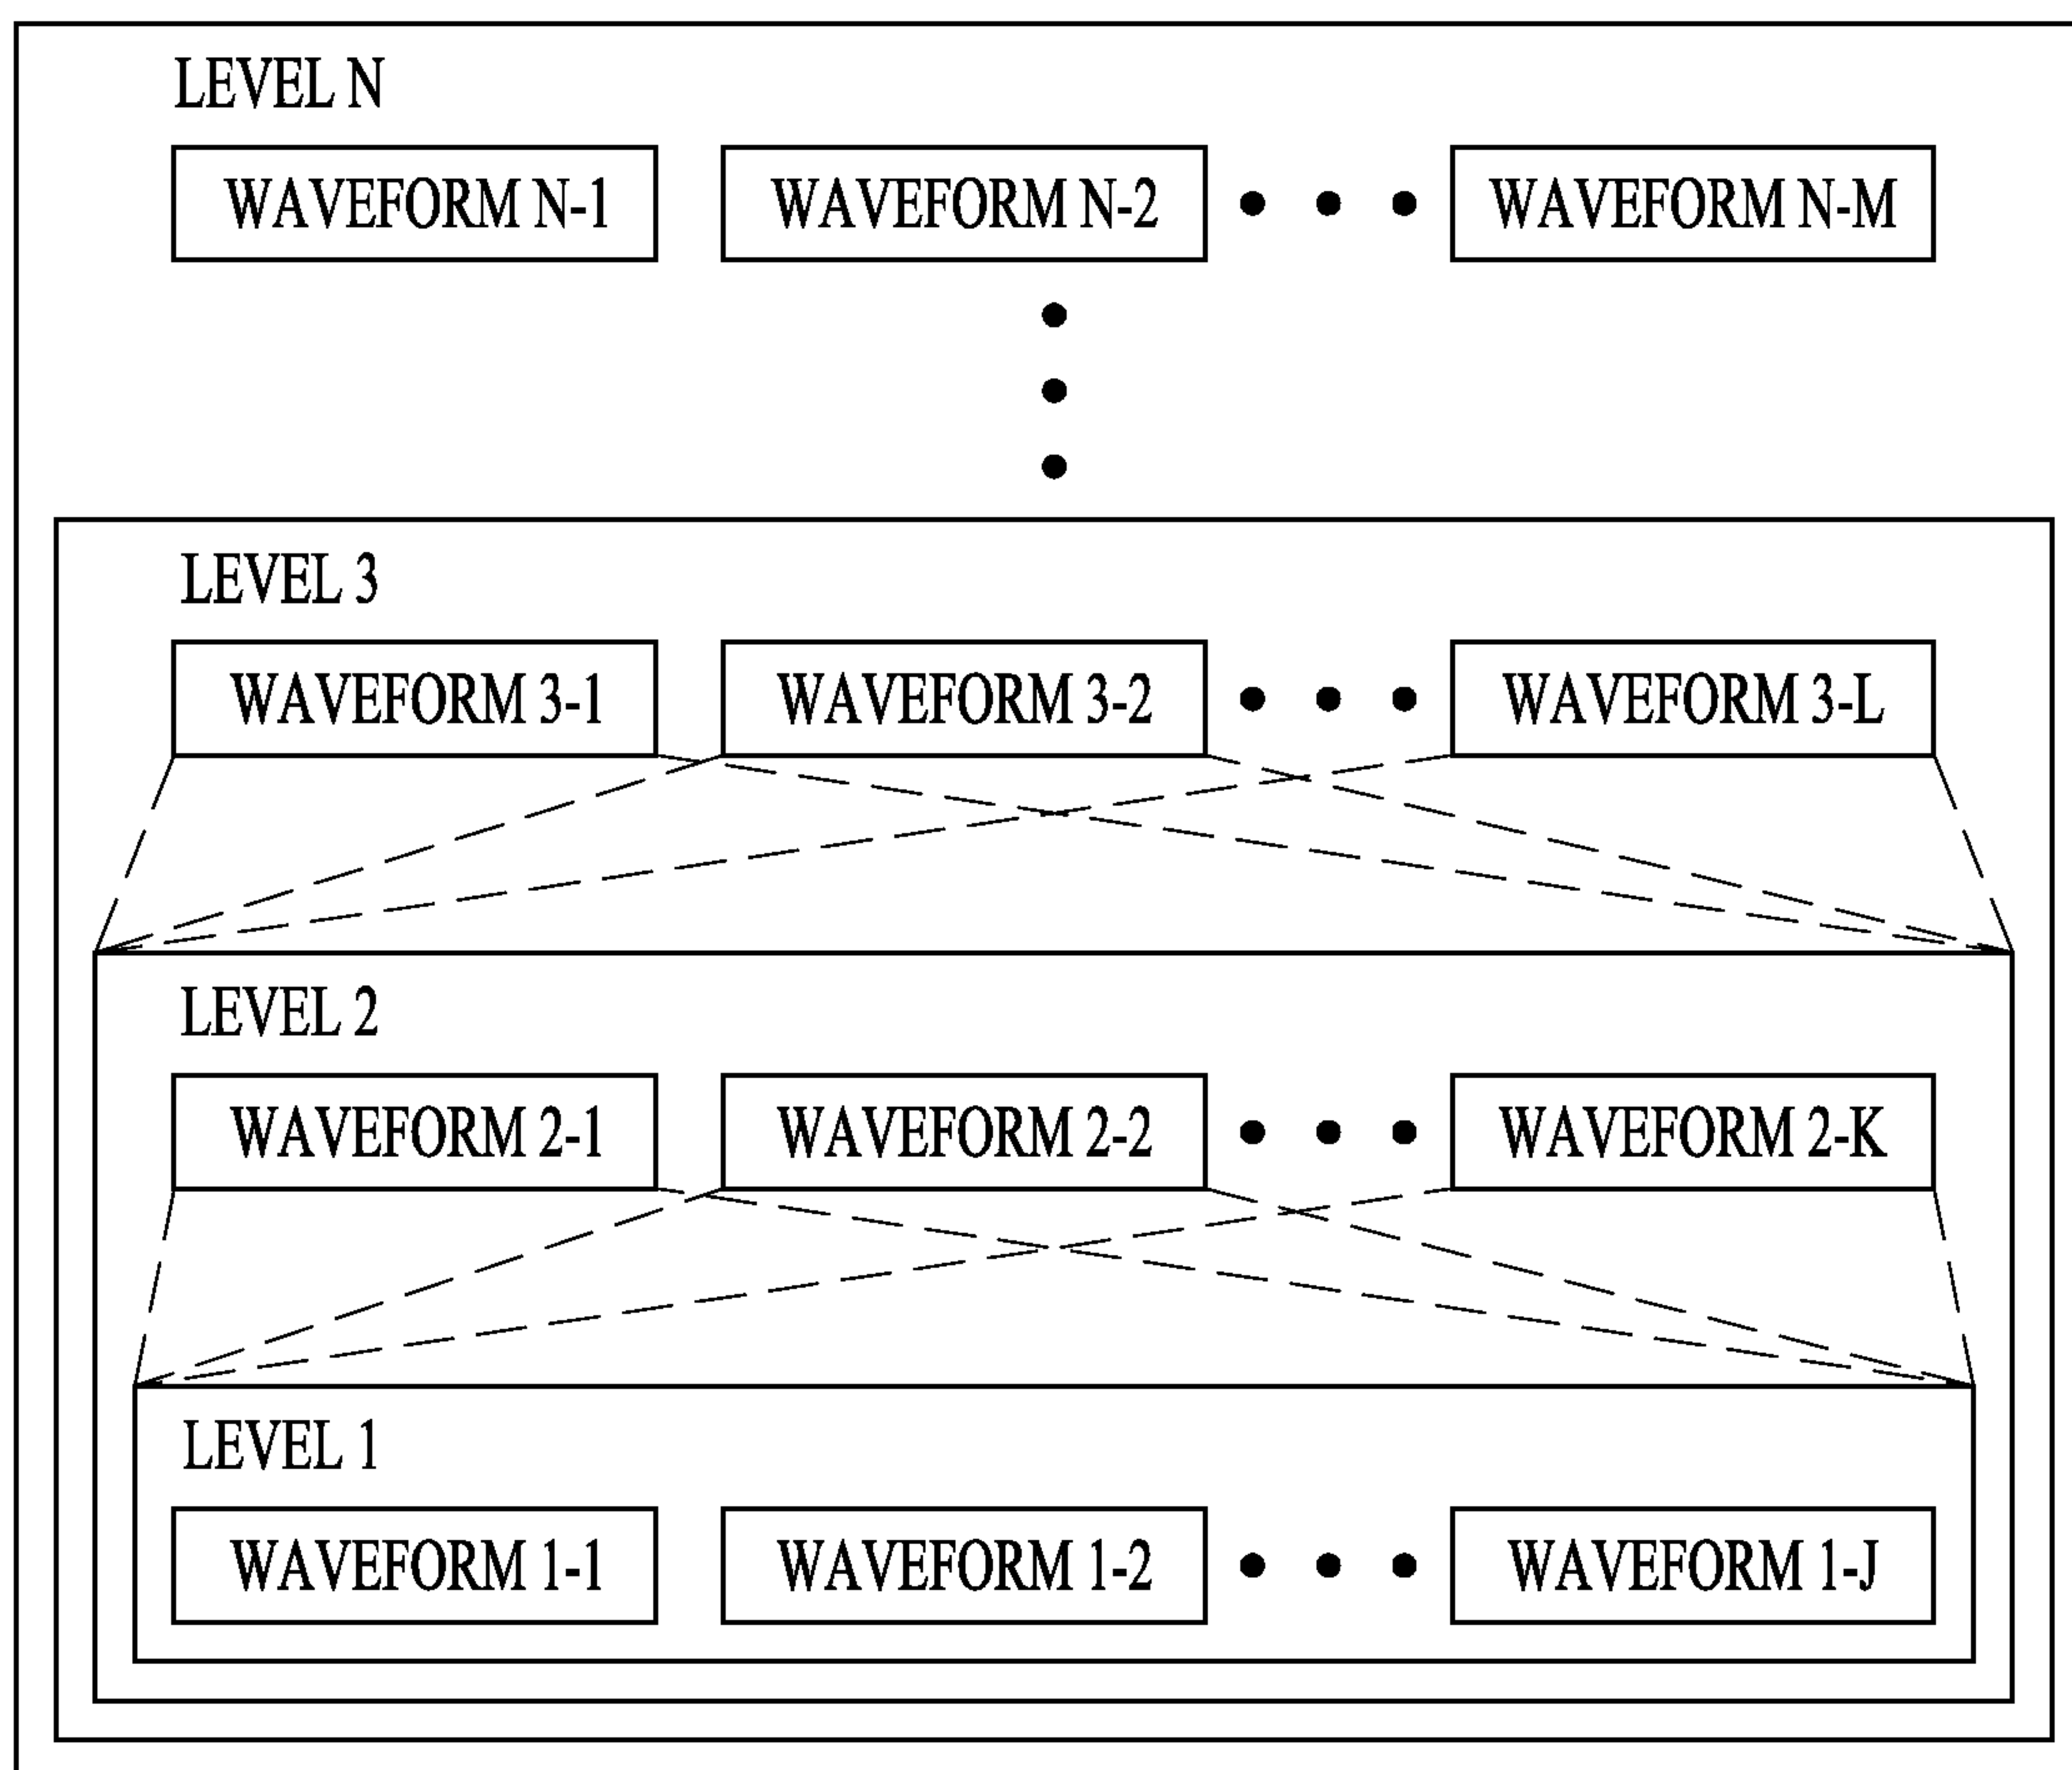 LEVEL N
WAVEFORM N-1 WAVEFORM N-2 • • • WAVEFORM N-M
LEVEL 3
WAVEFORM 3-1 WAVEFORM 3-2 • • • WAVEFORM 3-L
LEVEL 2
WAVEFORM 2-1 WAVEFORM 2-2 • • • WAVEFORM 2-K
LEVEL 1
WAVEFORM 1-1 WAVEFORM 1-2 • • • WAVEFORM 1-J